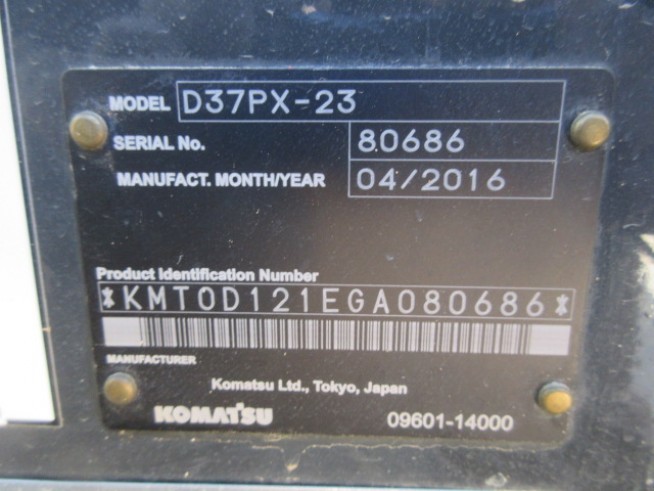 MODEL D37PX-23
SERIAL No. 80686
MANUFACT. MONTH/YEAR 04/2016
Product Identification Number
*KMT0D121EGA080686*
MANUFACTURER
Komatsu Ltd., Tokyo, Japan
KOMATSU 09601-14000